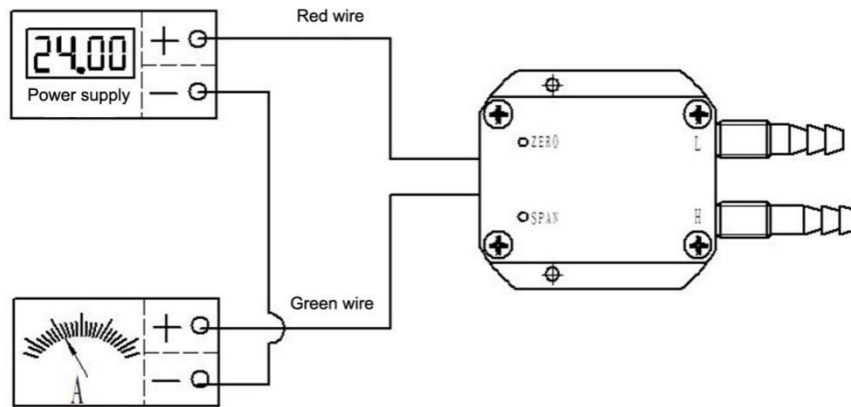 Red wire
24.00
+
Power supply
−
ZERO
L
SPAN
H
Green wire
+
−
A